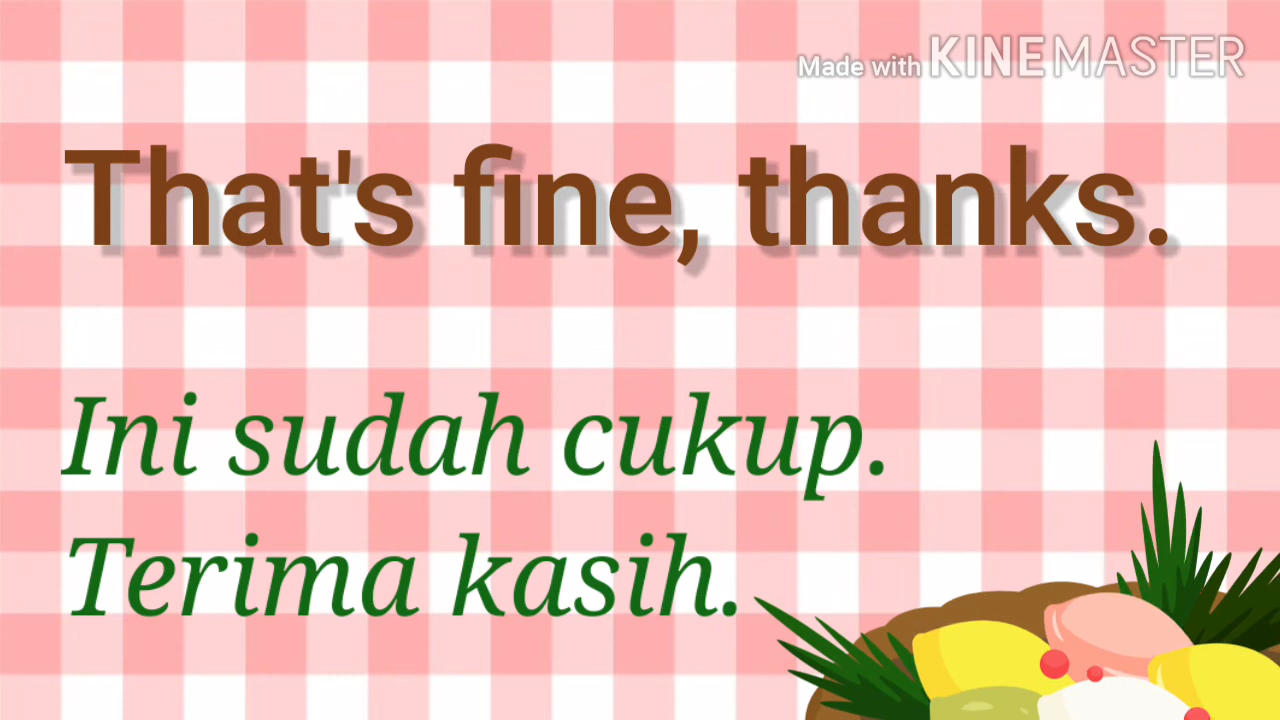 Made with KINEMASTER
That's fine, thanks.
Ini sudah cukup.
Terima kasih.